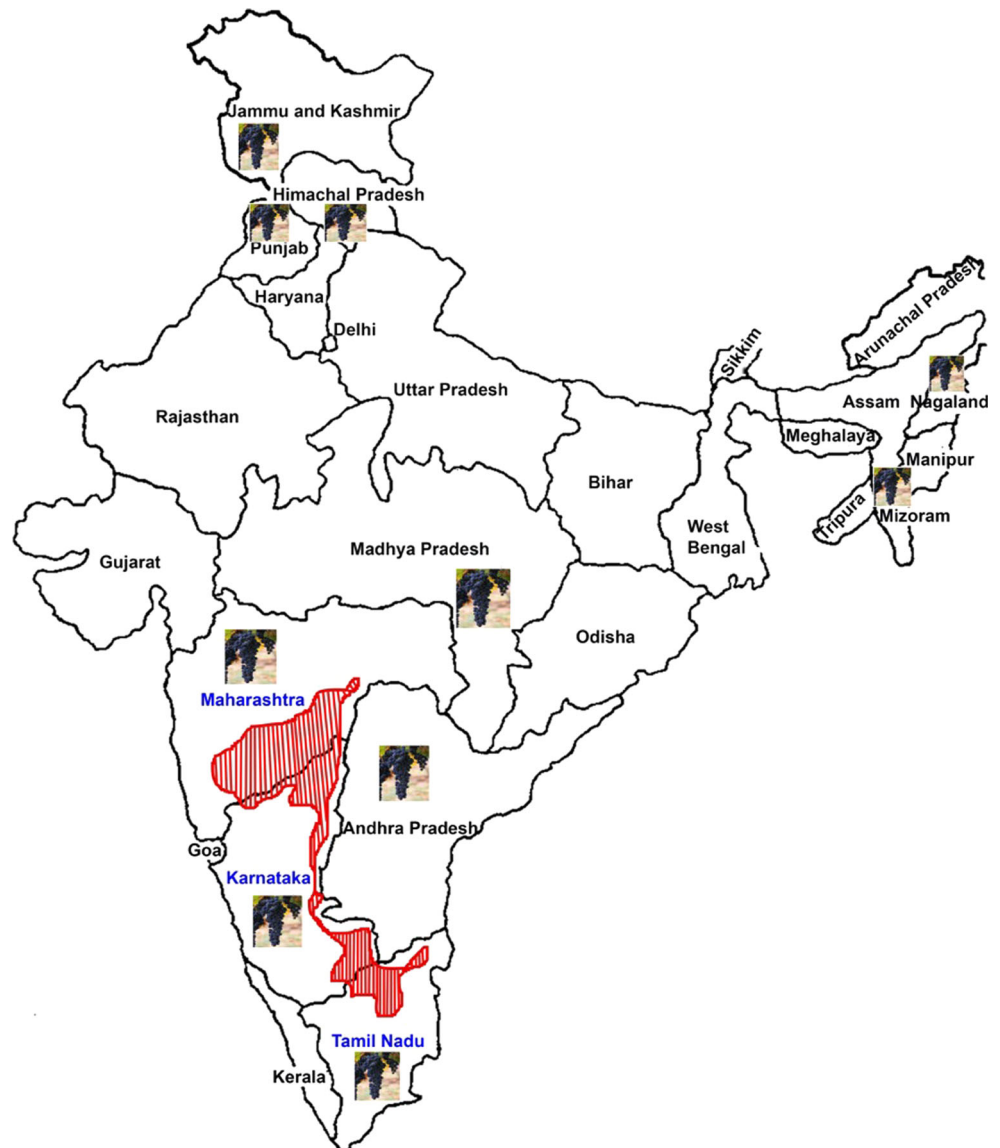 Jammu and Kashmir
Himachal Pradesh
Punjab
Haryana
Delhi
Arunachal Pradesh
Sikkim
Uttar Pradesh
Rajasthan
Assam
Nagaland
Meghalaya
Manipur
Bihar
Tripura
Mizoram
West
Bengal
Madhya Pradesh
Gujarat
Odisha
Maharashtra
Andhra Pradesh
Goa
Karnataka
Tamil Nadu
Kerala